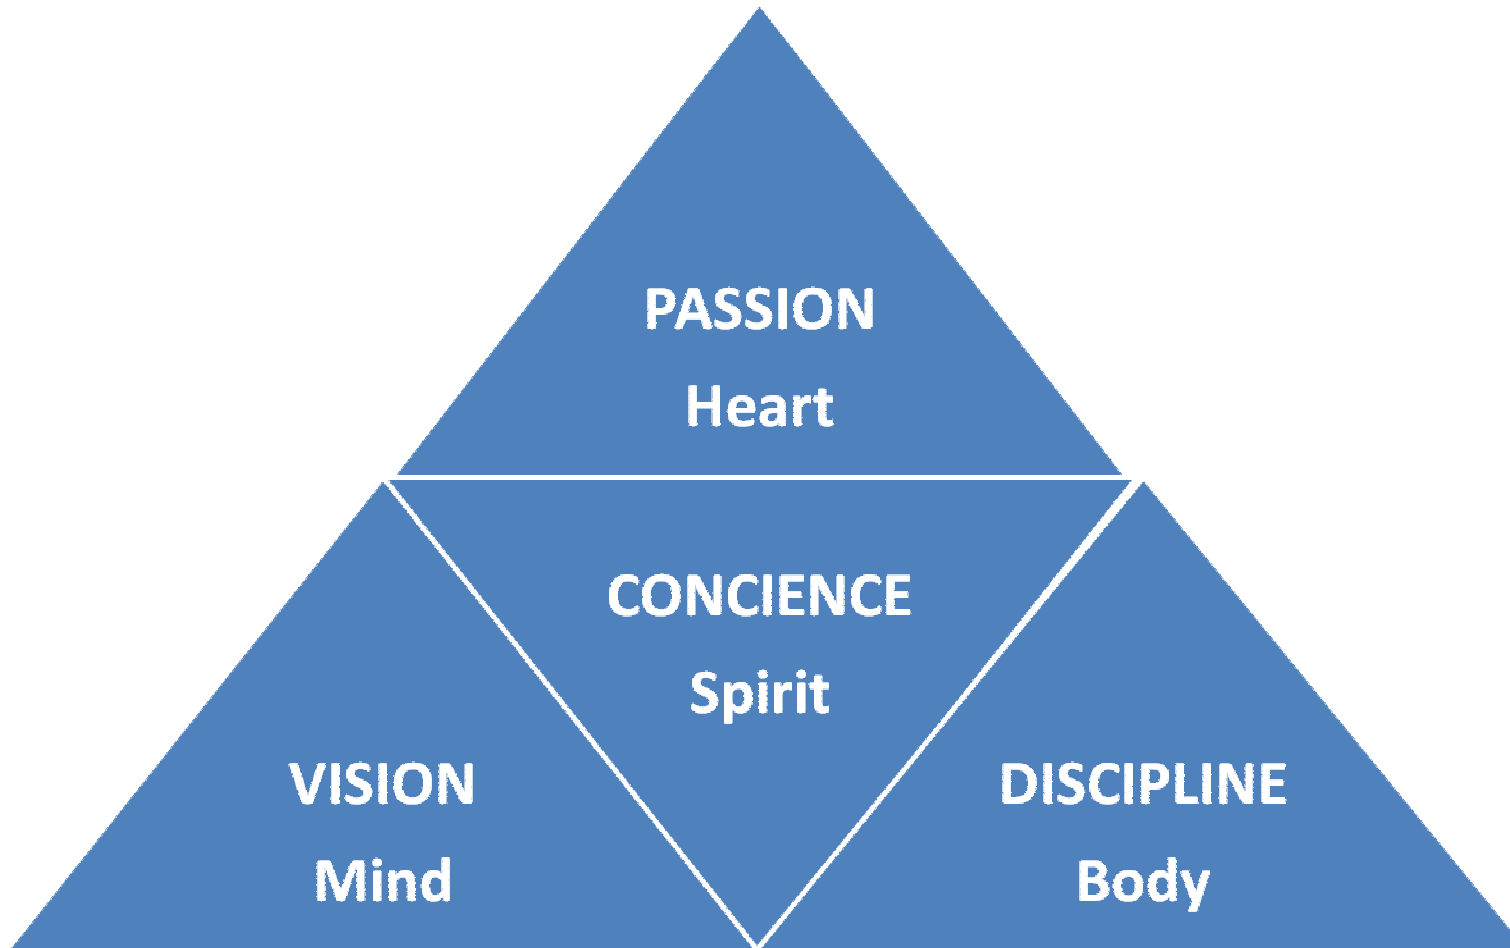 PASSION
Heart
CONCIENCE
Spirit
VISION
Mind
DISCIPLINE
Body